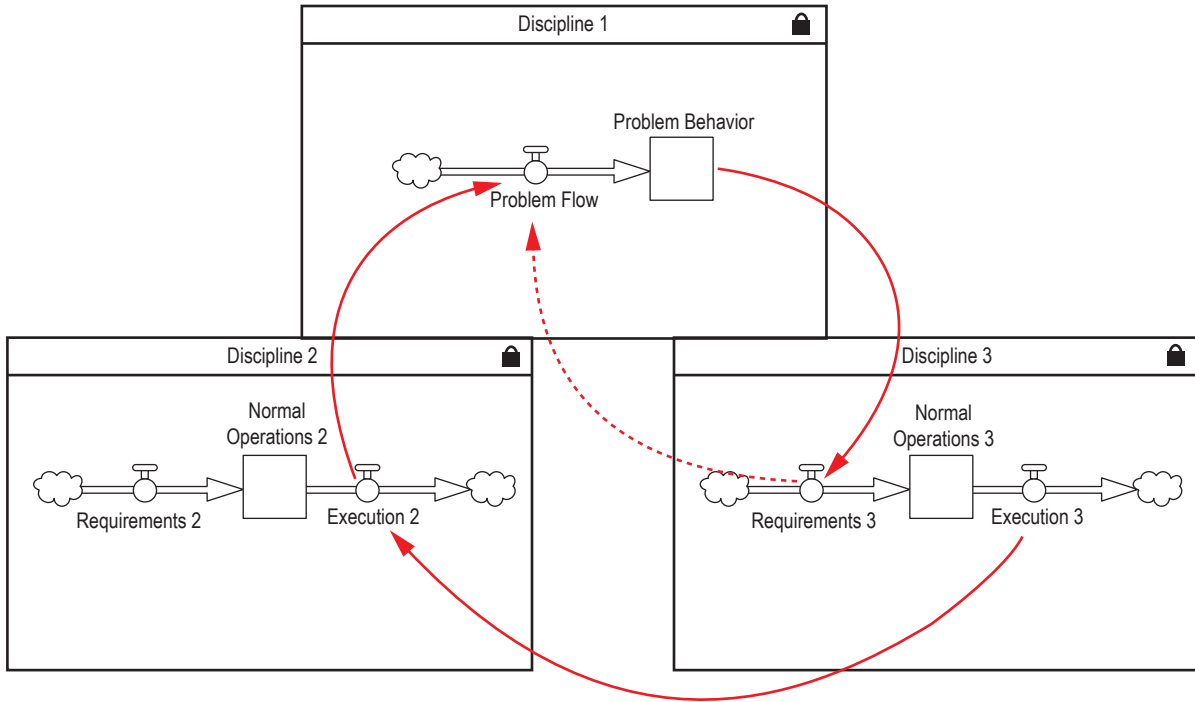 Discipline 1
Problem Behavior
Problem Flow
Discipline 2
Normal
Operations 2
Requirements 2
Execution 2
Discipline 3
Normal
Operations 3
Requirements 3
Execution 3